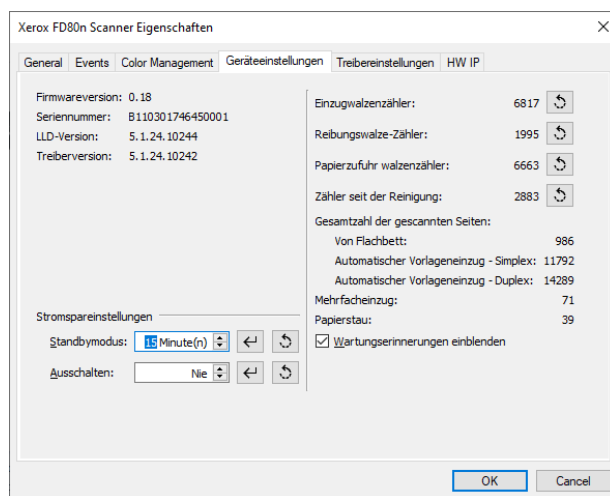 Xerox FD80n Scanner Eigenschaften
General Events Color Management Geräteeinstellungen Treibereinstellungen HW IP
Firmwareversion: 0.18
Seriennummer: B110301746450001
LLD-Version: 5.1.24.10244
Treiberversion: 5.1.24.10242
Stromspareinstellungen
Standbymodus: 15 Minute(n)
Ausschalten: Nie
Einzugwalzenzähler: 6817
Reibungswalze-Zähler: 1995
Papierzufuhr walzenzähler: 6663
Zähler seit der Reinigung: 2883
Gesamtzahl der gescannten Seiten:
Von Flachbett: 986
Automatischer Vorlageneinzug - Simplex: 11792
Automatischer Vorlageneinzug - Duplex: 14289
Mehrfacheinzug: 71
Papierstau: 39
Wartungserinnerungen einblenden
OK Cancel